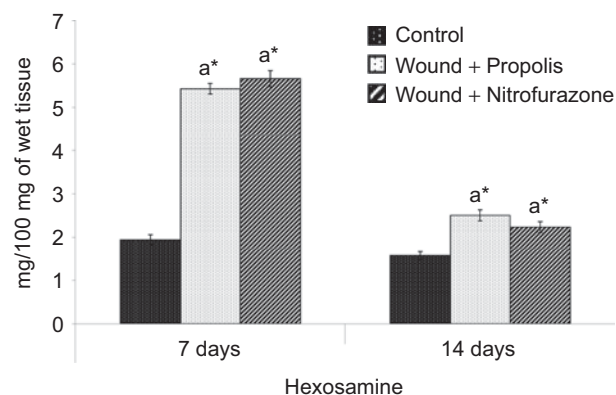 7
6
5
4
3
2
1
0
mg/100 mg of wet tissue
Control
Wound + Propolis
Wound + Nitrofurazone
a*
a*
a*
a*
7 days
14 days
Hexosamine